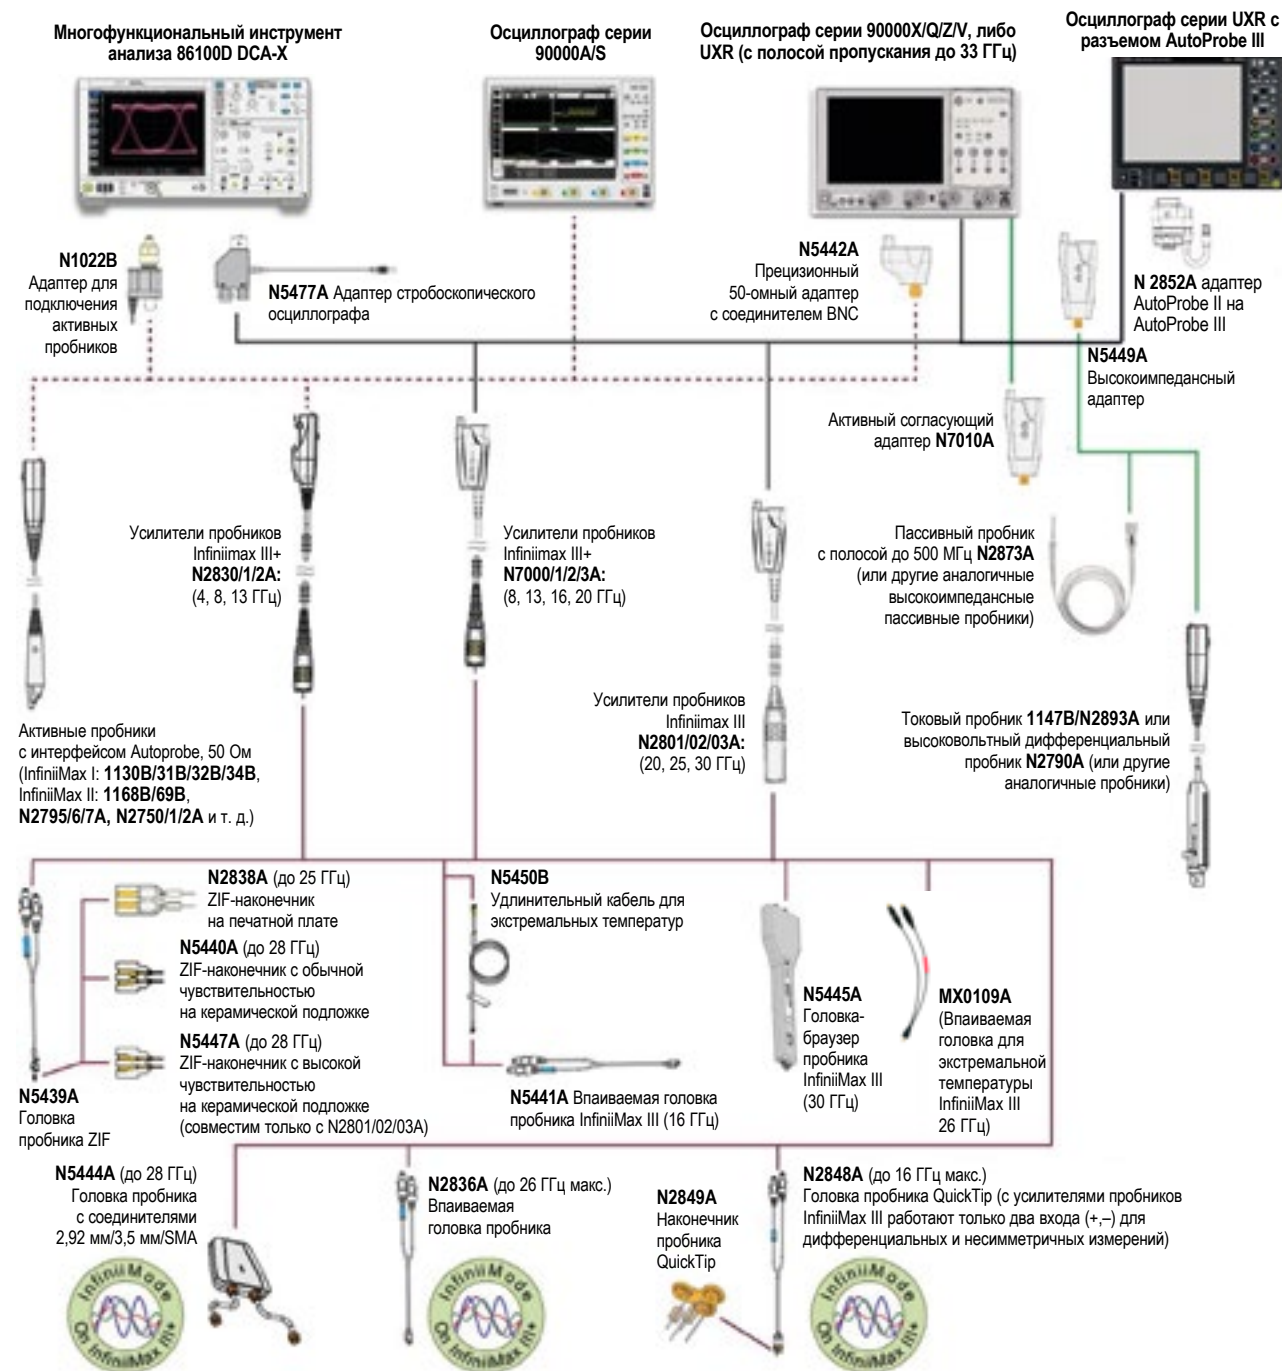 Многофункциональный инструмент
анализа 86100D DCA-X
Осциллограф серии
90000A/S
Осциллограф серии 90000X/Q/Z/V, либо
UXR (с полосой пропускания до 33 ГГц)
Осциллограф серии UXR с
разъемом AutoProbe III
N1022B
Адаптер для
подключения
активных
пробников
N5477A Адаптер стробоскопического
осциллографа
N5442A
Прецизионный
50-омный адаптер
с соединителем BNC
N 2852A адаптер
AutoProbe II на
AutoProbe III
N5449A
Высокоимпедансный
адаптер
Активный согласующий
адаптер N7010A
Усилители пробников
Infiniimax III+
N2830/1/2A:
(4, 8, 13 ГГц)
Усилители пробников
Infiniimax III+
N7000/1/2/3A:
(8, 13, 16, 20 ГГц)
Пассивный пробник
с полосой до 500 МГц N2873A
(или другие аналогичные
высокоимпедансные
пассивные пробники)
Усилители пробников
Infiniimax III
N2801/02/03A:
(20, 25, 30 ГГц)
Токовый пробник 1147B/N2893A или
высоковольтный дифференциальный
пробник N2790A (или другие
аналогичные пробники)
Активные пробники
с интерфейсом Autoprobe, 50 Ом
(InfiniiMax I: 1130B/31B/32B/34B,
InfiniiMax II: 1168B/69B,
N2795/6/7A, N2750/1/2A и т. д.)
N2838A (до 25 ГГц)
ZIF-наконечник
на печатной плате
N5440A (до 28 ГГц)
ZIF-наконечник с обычной
чувствительностью
на керамической подложке
N5447A (до 28 ГГц)
ZIF-наконечник с высокой
чувствительностью
на керамической подложке
(совместим только с N2801/02/03A)
N5439A
Головка
пробника ZIF
N5450B
Удлинительный кабель для
экстремальных температур
N5441A Впаиваемая головка
пробника InfiniiMax III (16 ГГц)
N5445A
Головка-
браузер
пробника
InfiniiMax III
(30 ГГц)
MX0109A
(Впаиваемая
головка для
экстремальной
температуры
InfiniiMax III
26 ГГц)
N5444A (до 28 ГГц)
Головка пробника
с соединителями
2,92 мм/3,5 мм/SMA
N2836A (до 26 ГГц макс.)
Впаиваемая
головка пробника
N2849A
Наконечник
пробника
QuickTip
N2848A (до 16 ГГц макс.)
Головка пробника QuickTip (с усилителями пробников
InfiniiMax III работают только два входа (+,–) для
дифференциальных и несимметричных измерений)
InfiniiMode
On InfiniiMax III+
InfiniiMode
On InfiniiMax III+
InfiniiMode
On InfiniiMax III+